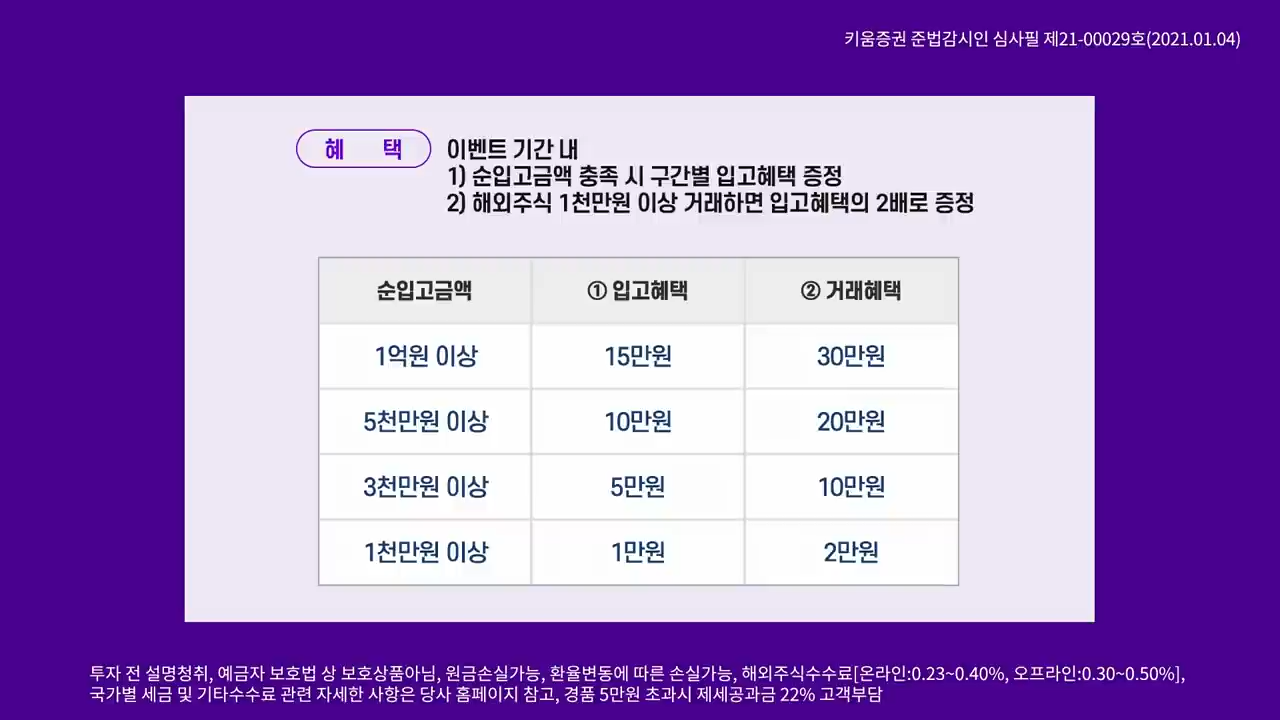 키움증권 준법감시인 심사필 제21-00029호(2021.01.04)
혜 택
이벤트 기간 내
1) 순입고금액 충족 시 구간별 입고혜택 증정
2) 해외주식 1천만원 이상 거래하면 입고혜택의 2배로 증정
순입고금액 ① 입고혜택 ② 거래혜택
1억원 이상 15만원 30만원
5천만원 이상 10만원 20만원
3천만원 이상 5만원 10만원
1천만원 이상 1만원 2만원
투자 전 설명청취, 예금자 보호법 상 보호상품아님, 원금손실가능, 환율변동에 따른 손실가능, 해외주식수수료[온라인:0.23~0.40%, 오프라인:0.30~0.50%],
국가별 세금 및 기타수수료 관련 자세한 사항은 당사 홈페이지 참고, 경품 5만원 초과시 제세공과금 22% 고객부담